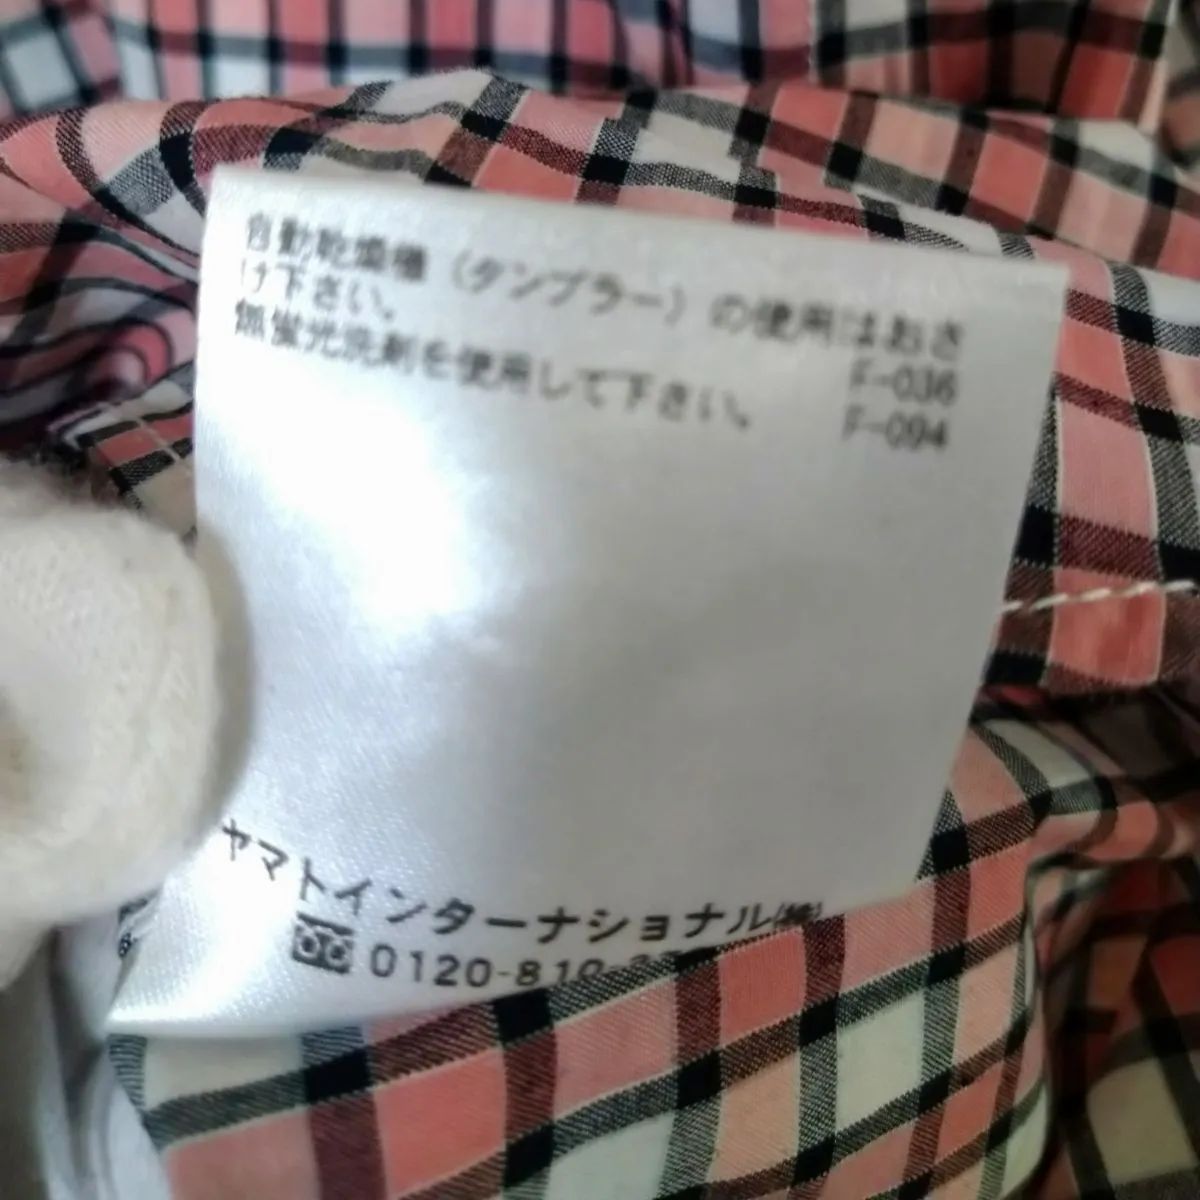 自動乾燥機（タンブラー）の使用はおさ
け下さい。
F-036
無蛍光洗剤を使用して下さい。
F-094
ヤマトインターナショナル(株)
0120-810-